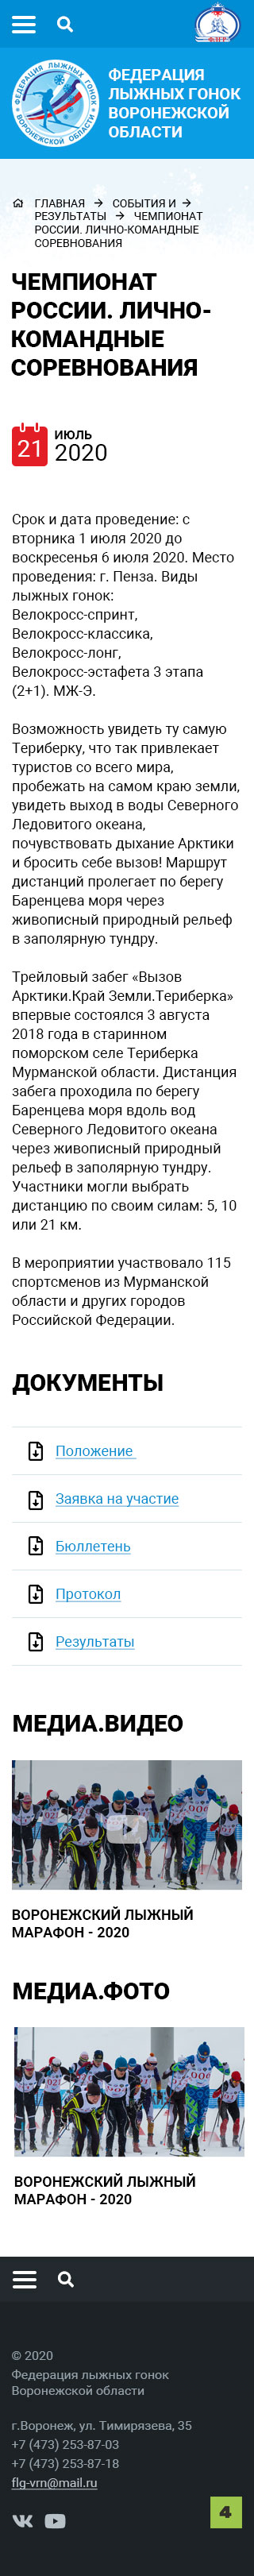 ФЕДЕРАЦИЯ
ЛЫЖНЫХ ГОНОК
ВОРОНЕЖСКОЙ
ОБЛАСТИ
ГЛАВНАЯ → СОБЫТИЯ И →
РЕЗУЛЬТАТЫ → ЧЕМПИОНАТ
РОССИИ. ЛИЧНО-КОМАНДНЫЕ
СОРЕВНОВАНИЯ
ЧЕМПИОНАТ
РОССИИ. ЛИЧНО-
КОМАНДНЫЕ
СОРЕВНОВАНИЯ
21 ИЮЛЬ
2020
Срок и дата проведение: с
вторника 1 июля 2020 до
воскресенья 6 июля 2020. Место
проведения: г. Пенза. Виды
лыжных гонок:
Велокросс-спринт,
Велокросс-классика,
Велокросс-лонг,
Велокросс-эстафета 3 этапа
(2+1). МЖ-Э.
Возможность увидеть ту самую
Териберку, что так привлекает
туристов со всего мира,
пробежать на самом краю земли,
увидеть выход в воды Северного
Ледовитого океана,
почувствовать дыхание Арктики
и бросить себе вызов! Маршрут
дистанций пролегает по берегу
Баренцева моря через
живописный природный рельеф
в заполярную тундру.
Трейловый забег «Вызов
Арктики.Край Земли.Териберка»
впервые состоялся 3 августа
2018 года в старинном
поморском селе Териберка
Мурманской области. Дистанция
забега проходила по берегу
Баренцева моря вдоль вод
Северного Ледовитого океана
через живописный природный
рельеф в заполярную тундру.
Участники могли выбрать
дистанцию по своим силам: 5, 10
или 21 км.
В мероприятии участвовало 115
спортсменов из Мурманской
области и других городов
Российской Федерации.
ДОКУМЕНТЫ
Положение
Заявка на участие
Бюллетень
Протокол
Результаты
МЕДИА.ВИДЕО
ВОРОНЕЖСКИЙ ЛЫЖНЫЙ
МАРАФОН - 2020
МЕДИА.ФОТО
ВОРОНЕЖСКИЙ ЛЫЖНЫЙ
МАРАФОН - 2020
© 2020
Федерация лыжных гонок
Воронежской области
г.Воронеж, ул. Тимирязева, 35
+7 (473) 253-87-03
+7 (473) 253-87-18
flg-vrn@mail.ru
4